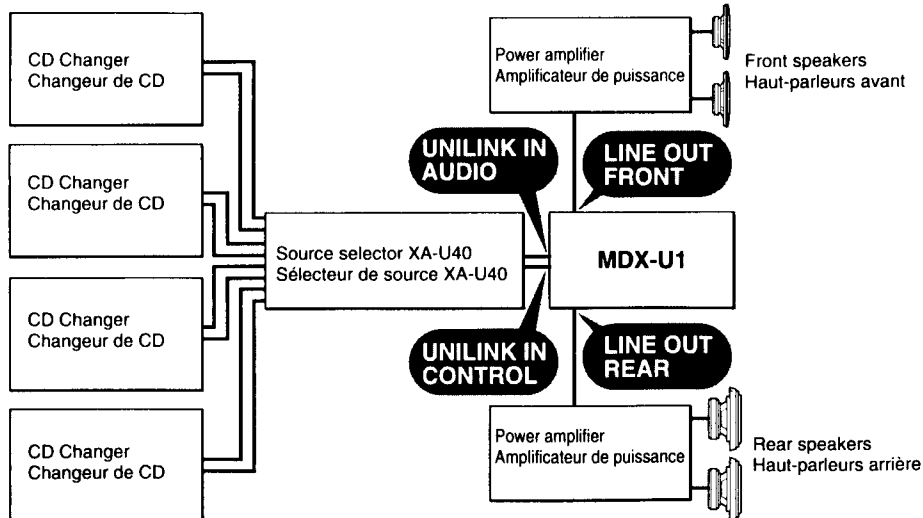 CD Changer
Changeur de CD
CD Changer
Changeur de CD
CD Changer
Changeur de CD
CD Changer
Changeur de CD
Source selector XA-U40
Sélecteur de source XA-U40
Power amplifier
Amplificateur de puissance
Front speakers
Haut-parleurs avant
UNILINK IN
AUDIO
LINE OUT
FRONT
MDX-U1
UNILINK IN
CONTROL
LINE OUT
REAR
Power amplifier
Amplificateur de puissance
Rear speakers
Haut-parleurs arrière